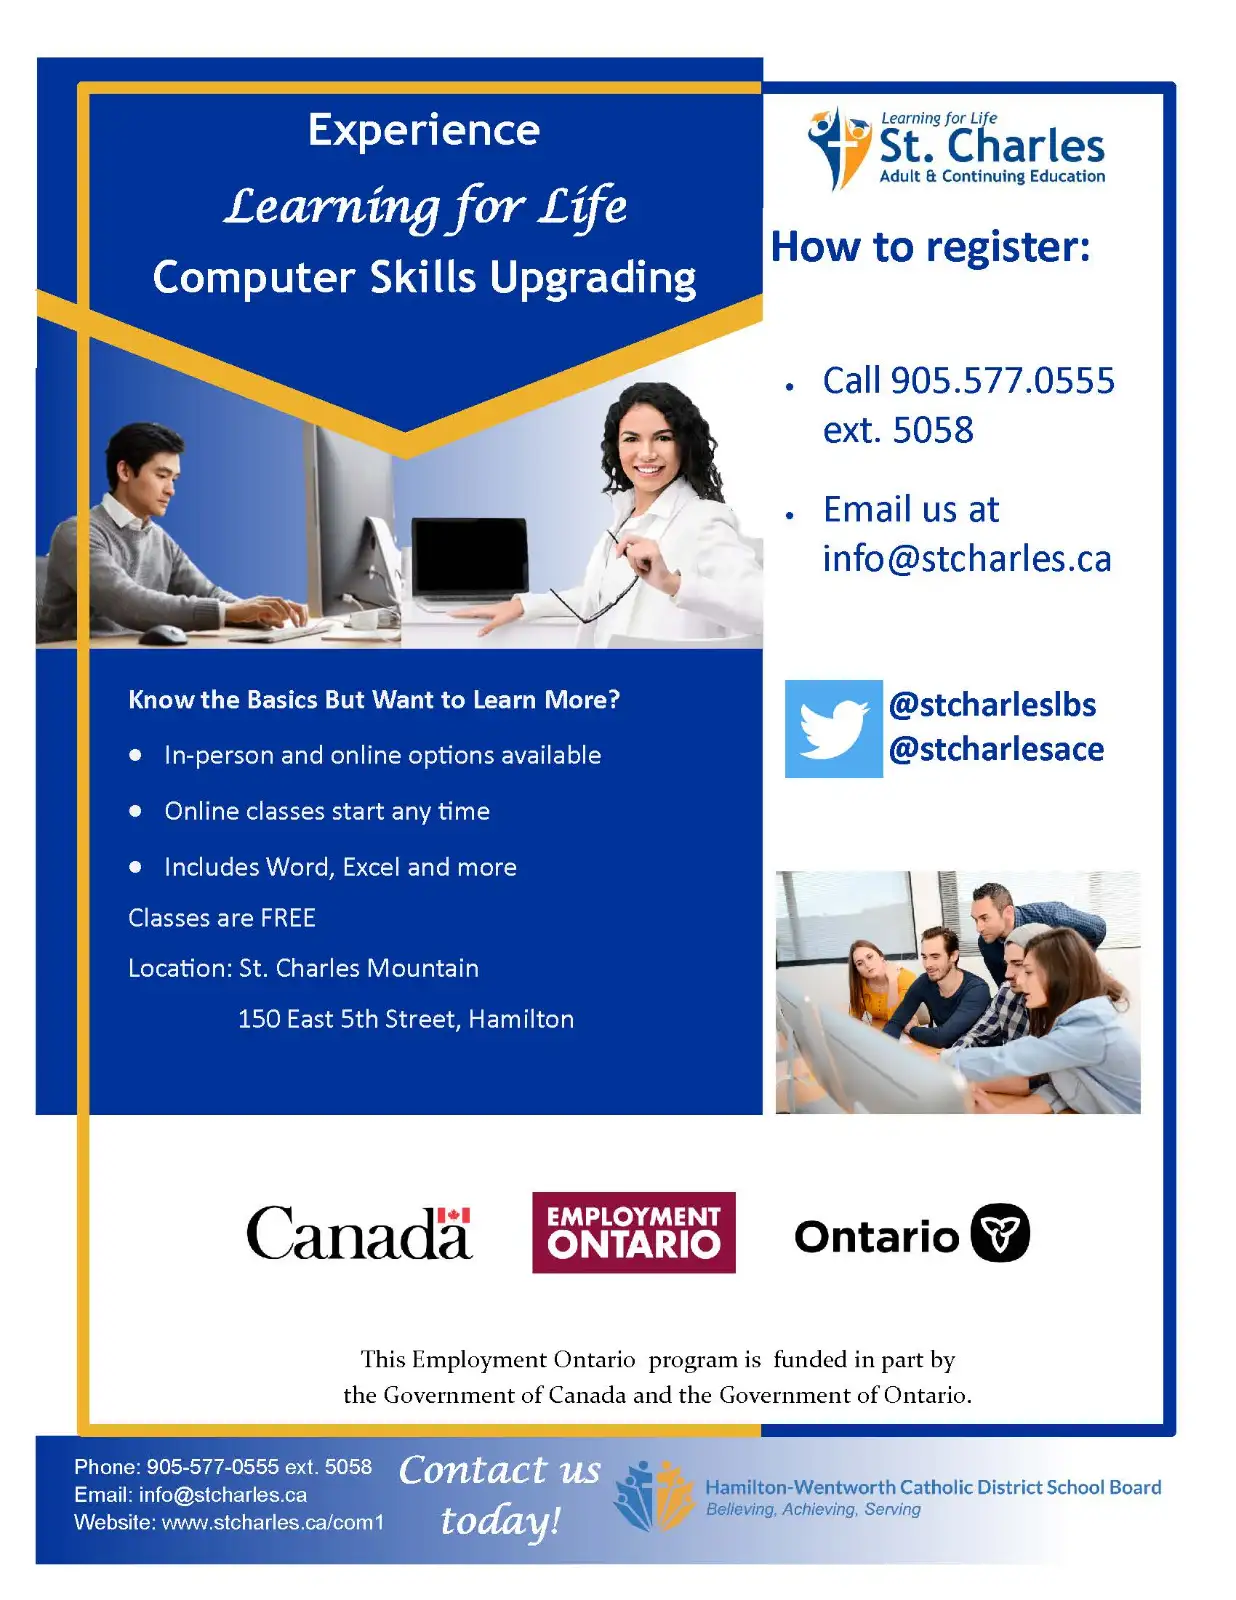 Experience
Learning for Life
Computer Skills Upgrading
Learning for Life
St. Charles
Adult & Continuing Education
How to register:
• Call 905.577.0555
ext. 5058
• Email us at
info@stcharles.ca
@stcharleslbs
@stcharlesace
Know the Basics But Want to Learn More?
• In-person and online options available
• Online classes start any time
• Includes Word, Excel and more
Classes are FREE
Location: St. Charles Mountain
150 East 5th Street, Hamilton
Canada
EMPLOYMENT
ONTARIO
Ontario
This Employment Ontario program is funded in part by
the Government of Canada and the Government of Ontario.
Phone: 905-577-0555 ext. 5058
Email: info@stcharles.ca
Website: www.stcharles.ca/com1
Contact us
today!
Hamilton-Wentworth Catholic District School Board
Believing, Achieving, Serving